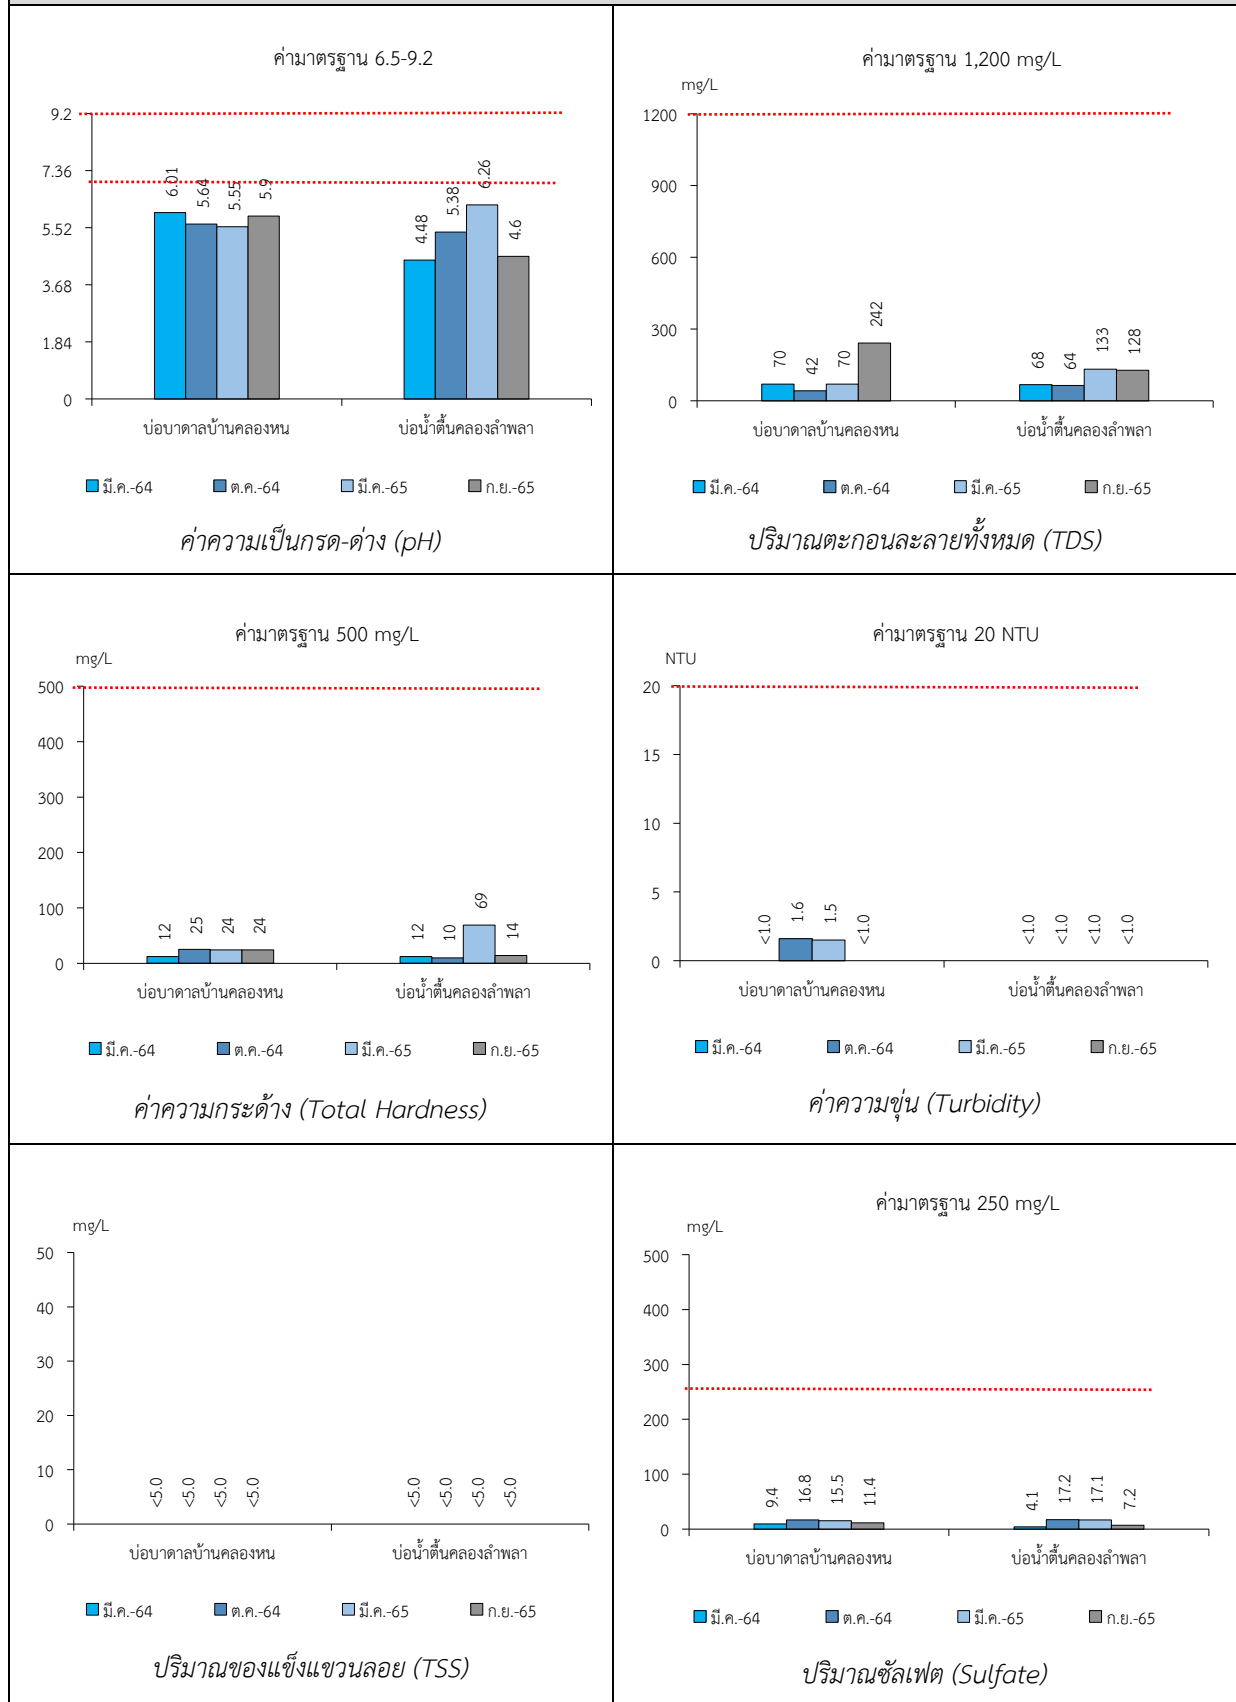 ค่ามาตรฐาน 6.5-9.2
9.2
7.36
5.52
3.68
1.84
0
6.01
5.64
5.55
5.9
4.48
5.38
6.26
4.6
บ่อบาดาลบ้านคลองหน
บ่อน้ำตื้นคลองลำพลา
มี.ค.-64
ต.ค.-64
มี.ค.-65
ก.ย.-65
ค่าความเป็นกรด-ด่าง (pH)
ค่ามาตรฐาน 1,200 mg/L
mg/L
1200
900
600
300
0
70
42
70
242
68
64
133
128
บ่อบาดาลบ้านคลองหน
บ่อน้ำตื้นคลองลำพลา
มี.ค.-64
ต.ค.-64
มี.ค.-65
ก.ย.-65
ปริมาณตะกอนละลายทั้งหมด (TDS)
ค่ามาตรฐาน 500 mg/L
mg/L
500
400
300
200
100
0
12
25
24
24
12
10
69
14
บ่อบาดาลบ้านคลองหน
บ่อน้ำตื้นคลองลำพลา
มี.ค.-64
ต.ค.-64
มี.ค.-65
ก.ย.-65
ค่าความกระด้าง (Total Hardness)
ค่ามาตรฐาน 20 NTU
NTU
20
15
10
5
0
<1.0
1.6
1.5
<1.0
<1.0
<1.0
<1.0
<1.0
บ่อบาดาลบ้านคลองหน
บ่อน้ำตื้นคลองลำพลา
มี.ค.-64
ต.ค.-64
มี.ค.-65
ก.ย.-65
ค่าความขุ่น (Turbidity)
mg/L
50
40
30
20
10
0
<5.0
<5.0
<5.0
<5.0
<5.0
<5.0
<5.0
<5.0
บ่อบาดาลบ้านคลองหน
บ่อน้ำตื้นคลองลำพลา
มี.ค.-64
ต.ค.-64
มี.ค.-65
ก.ย.-65
ปริมาณของแข็งแขวนลอย (TSS)
ค่ามาตรฐาน 250 mg/L
mg/L
500
400
300
200
100
0
9.4
16.8
15.5
11.4
4.1
17.2
17.1
7.2
บ่อบาดาลบ้านคลองหน
บ่อน้ำตื้นคลองลำพลา
มี.ค.-64
ต.ค.-64
มี.ค.-65
ก.ย.-65
ปริมาณซัลเฟต (Sulfate)